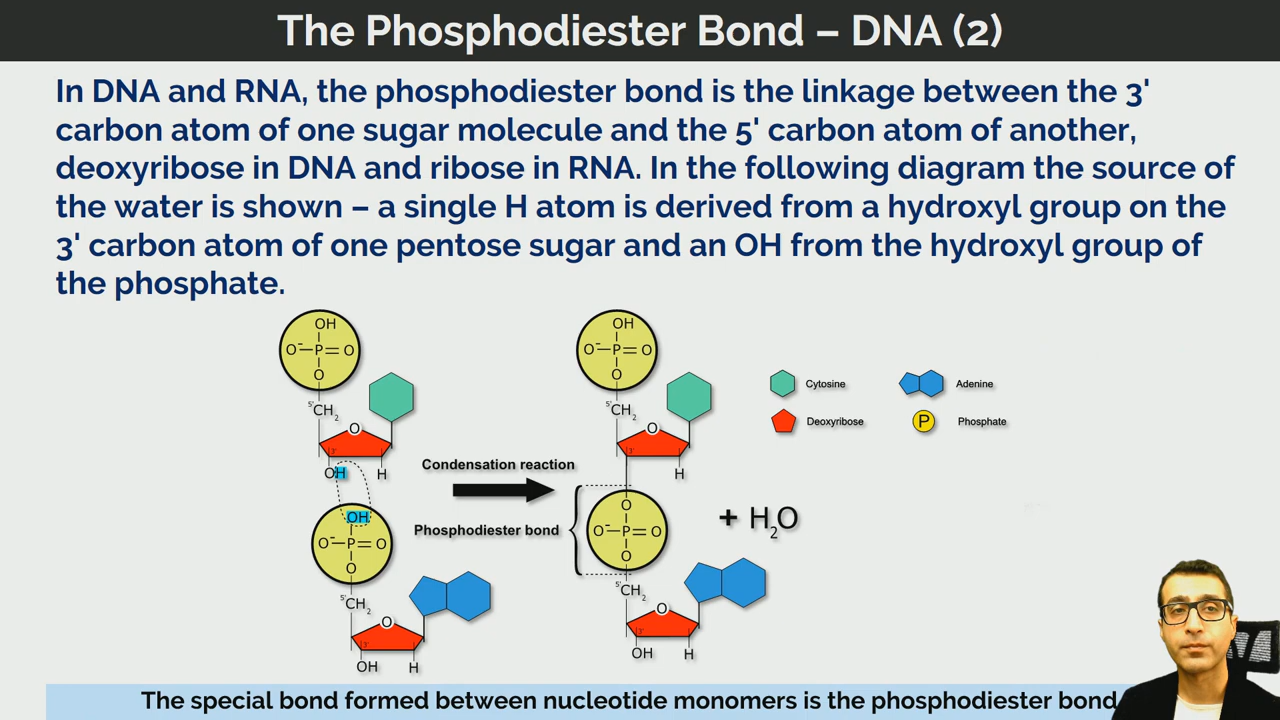 The Phosphodiester Bond – DNA (2)
In DNA and RNA, the phosphodiester bond is the linkage between the 3'
carbon atom of one sugar molecule and the 5' carbon atom of another,
deoxyribose in DNA and ribose in RNA. In the following diagram the source of
the water is shown – a single H atom is derived from a hydroxyl group on the
3' carbon atom of one pentose sugar and an OH from the hydroxyl group of
the phosphate.
OH
O⁻–P=O
O
5'CH2
O
3'
OH H
OH
O⁻–P=O
O
5'CH2
O
3'
OH H
Condensation reaction
Phosphodiester bond
OH
O⁻–P=O
O
5'CH2
O
3'
H
O
O⁻–P=O
O
5'CH2
O
3'
OH H
+ H2O
Cytosine
Adenine
Deoxyribose
P Phosphate
The special bond formed between nucleotide monomers is the phosphodiester bond